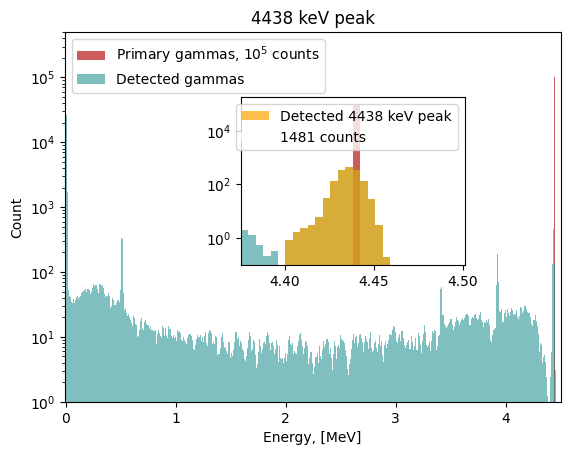 4438 keV peak
Primary gammas, 10⁵ counts
Detected gammas
Detected 4438 keV peak
1481 counts
10⁴
10²
10⁰
4.40 4.45 4.50
10⁵
10⁴
10³
10²
10¹
10⁰
Count
0 1 2 3 4
Energy, [MeV]